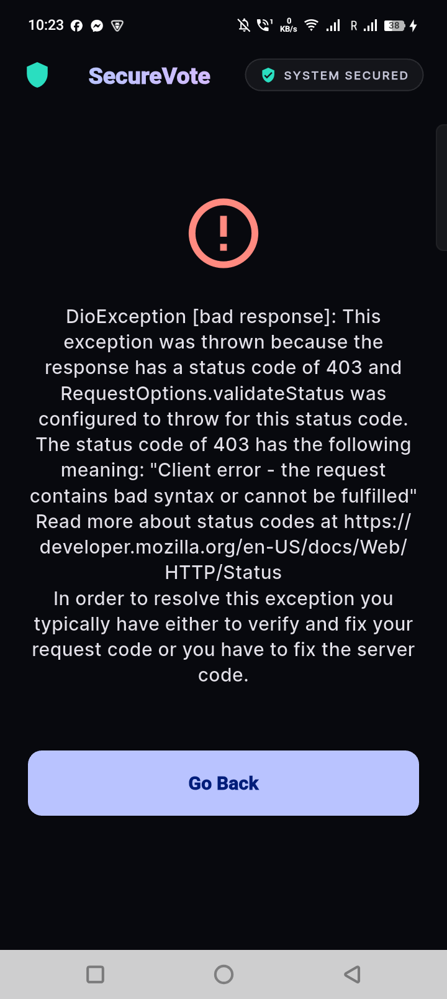 10:23
1
0
KB/s
R
38
SecureVote
SYSTEM SECURED
DioException [bad response]: This
exception was thrown because the
response has a status code of 403 and
RequestOptions.validateStatus was
configured to throw for this status code.
The status code of 403 has the following
meaning: "Client error - the request
contains bad syntax or cannot be fulfilled"
Read more about status codes at https://
developer.mozilla.org/en-US/docs/Web/
HTTP/Status
In order to resolve this exception you
typically have either to verify and fix your
request code or you have to fix the server
code.
Go Back